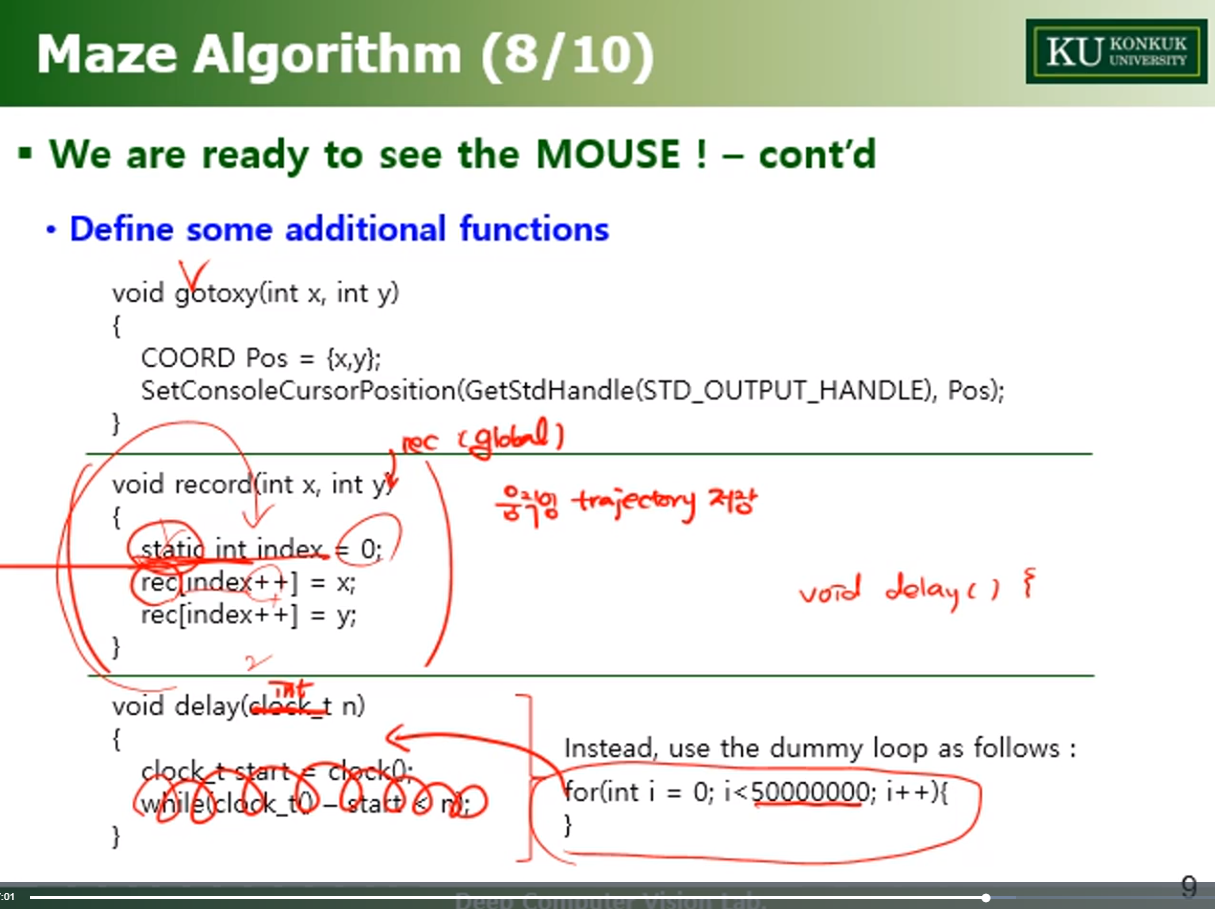 Maze Algorithm (8/10)
KU KONKUK
UNIVERSITY
▪ We are ready to see the MOUSE ! – cont’d
• Define some additional functions
void gotoxy(int x, int y)
{
COORD Pos = {x,y};
SetConsoleCursorPosition(GetStdHandle(STD_OUTPUT_HANDLE), Pos);
}
rec (global)
void record(int x, int y)
움직임 trajectory 저장
{
static int index = 0;
rec[index++] = x;
void delay() {
rec[index++] = y;
}
2
int
void delay(clock_t n)
{
Instead, use the dummy loop as follows :
clock_t start = clock();
for(int i = 0; i<50000000; i++){
while(clock_t() – start < n);
}
}
:01
Deep Computer Vision Lab.
9